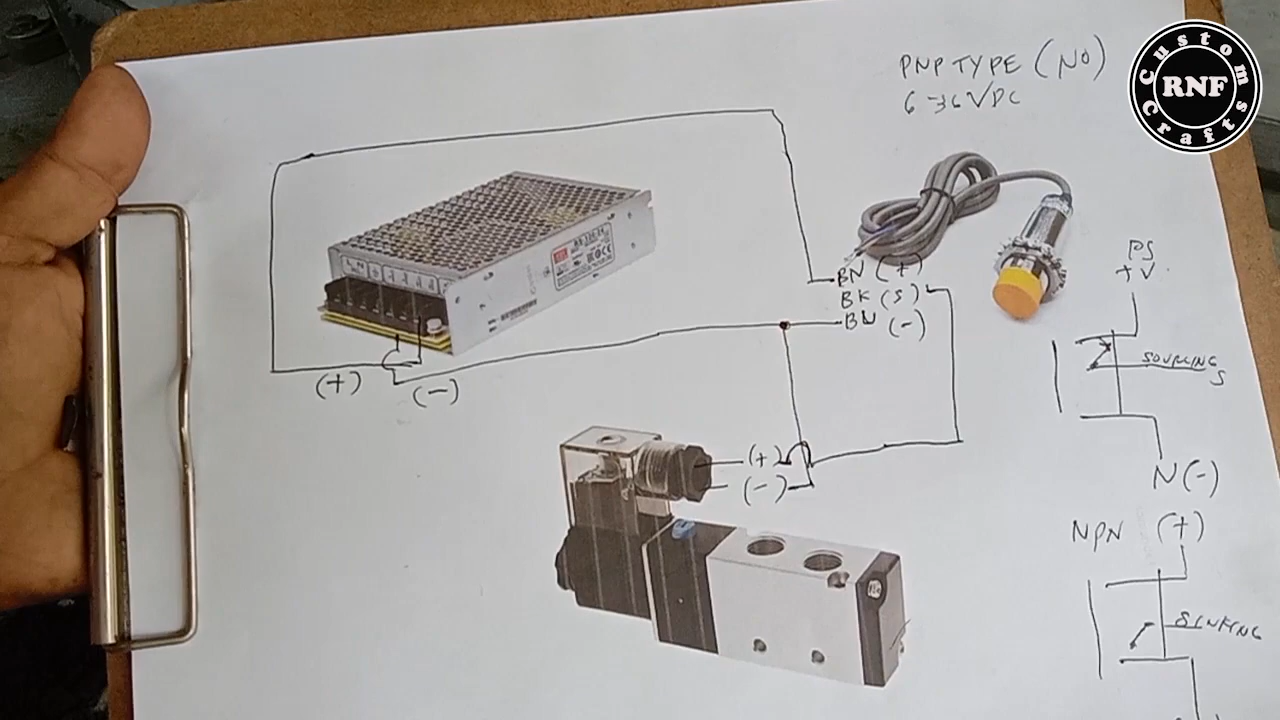 PNP TYPE (NO)
6-36VDC
Custom
RNF
Crafts
BN (+)
BK (S)
BN (-)
(+)
(-)
(+)
(-)
PS
+V
SOURCING
S
N(-)
NPN (+)
SINKING